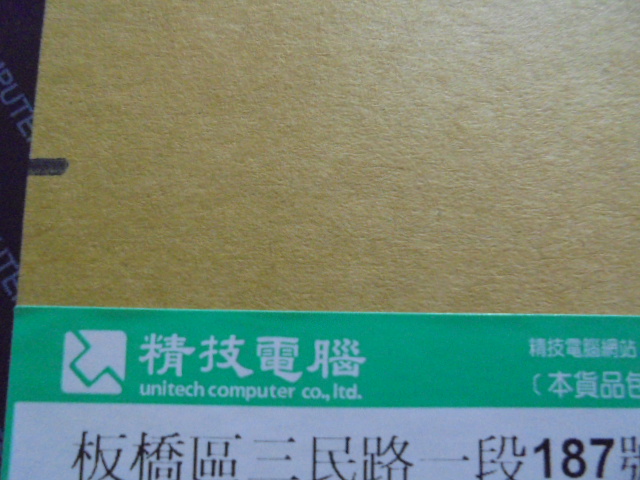 精技電腦
unitech computer co., ltd.
精技電腦網站
(本貨品包
板橋區三民路一段187號